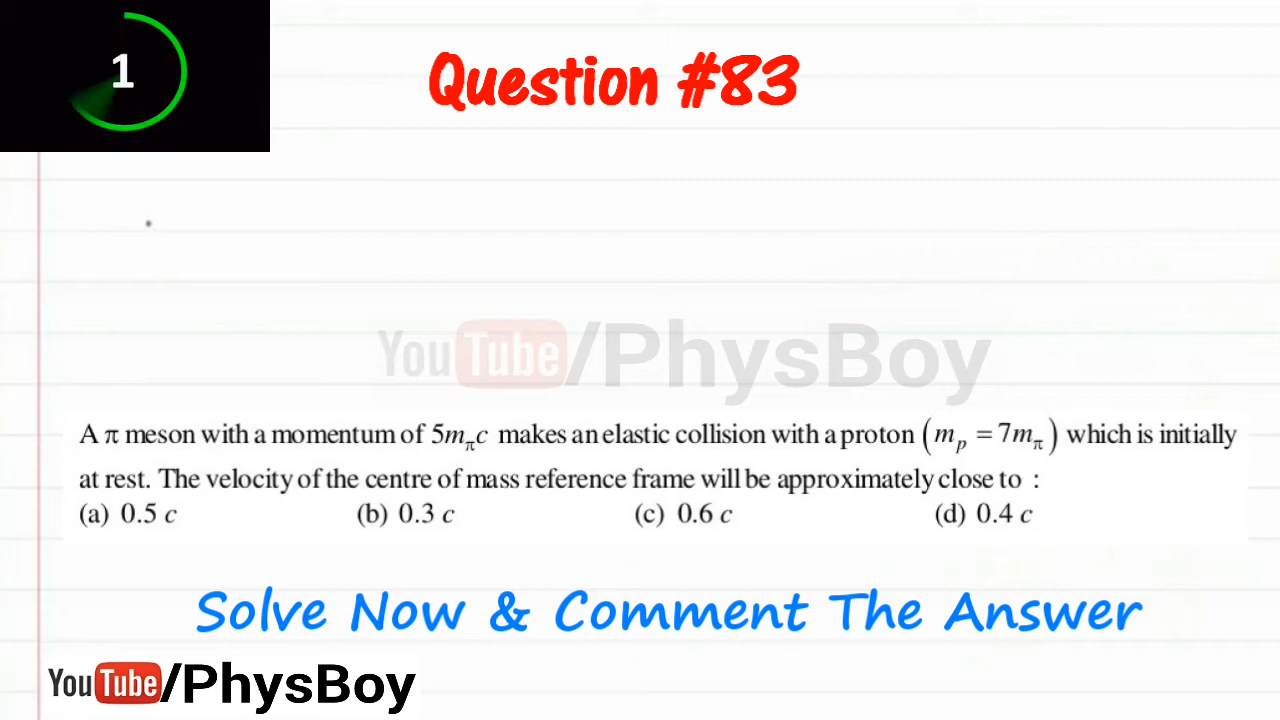 1
Question #83
YouTube/PhysBoy
A π meson with a momentum of 5m_πc makes an elastic collision with a proton (m_p = 7m_π) which is initially
at rest. The velocity of the centre of mass reference frame will be approximately close to :
(a) 0.5 c (b) 0.3 c (c) 0.6 c (d) 0.4 c
Solve Now & Comment The Answer
YouTube/PhysBoy